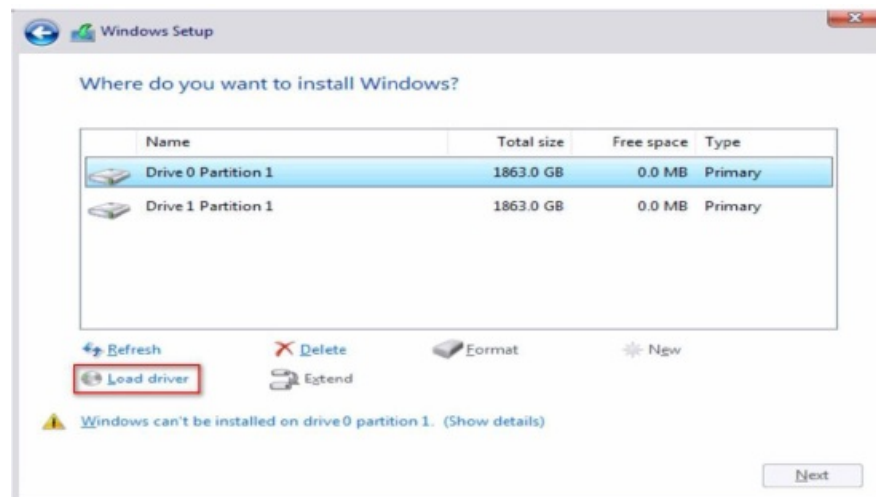 Windows Setup
Where do you want to install Windows?
Name Total size Free space Type
Drive 0 Partition 1 1863.0 GB 0.0 MB Primary
Drive 1 Partition 1 1863.0 GB 0.0 MB Primary
Refresh Delete Format New
Load driver Extend
Windows can't be installed on drive 0 partition 1. (Show details)
Next